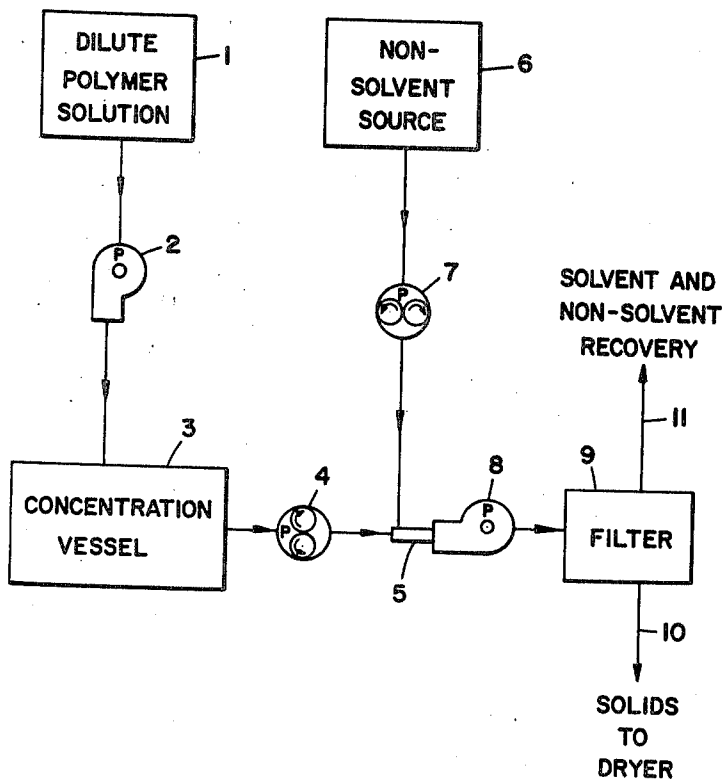 DILUTE
POLYMER
SOLUTION
1
NON-
SOLVENT
SOURCE
6
P
2
P
7
SOLVENT AND
NON-SOLVENT
RECOVERY
11
3
CONCENTRATION
VESSEL
4
P
5
8
P
9
FILTER
10
SOLIDS
TO
DRYER